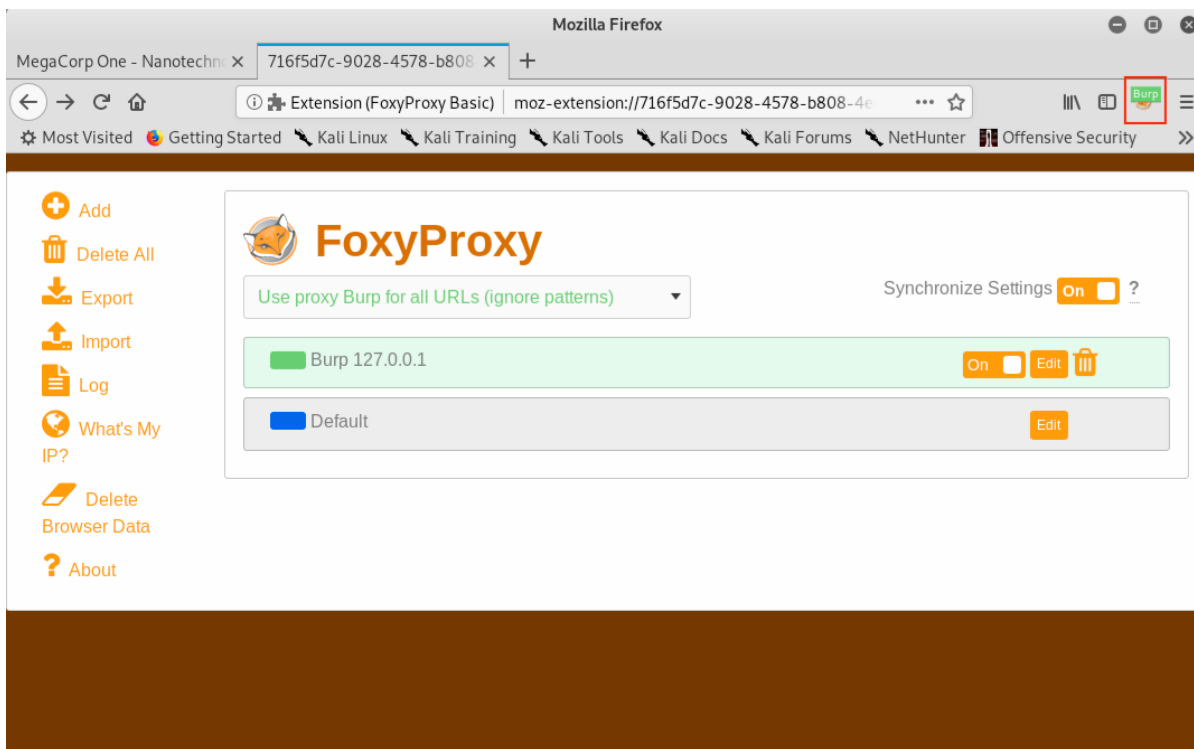 Mozilla Firefox
MegaCorp One - Nanotechn
716f5d7c-9028-4578-b808
Extension (FoxyProxy Basic) moz-extension://716f5d7c-9028-4578-b808-4e
Burp
Most Visited Getting Started Kali Linux Kali Training Kali Tools Kali Docs Kali Forums NetHunter Offensive Security
Add
Delete All
Export
Import
Log
What's My
IP?
Delete
Browser Data
About
FoxyProxy
Use proxy Burp for all URLs (ignore patterns)
Synchronize Settings On ?
Burp 127.0.0.1 On Edit
Default Edit